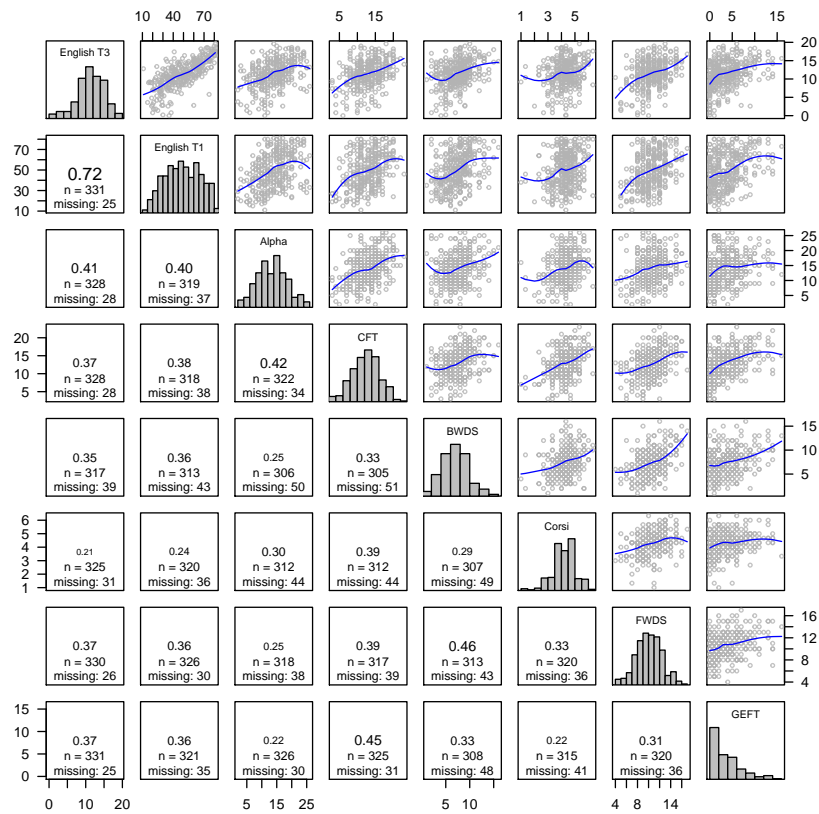 10 40 70 5 15 1 3 5 0 5 15
English T3
0 5 10 15 20
English T1
10 30 50 70
0.72
n = 331
missing: 25
Alpha
5 10 15 20 25
0.41 0.40
n = 328 n = 319
missing: 28 missing: 37
CFT
5 10 15 20
0.37 0.38 0.42
n = 328 n = 318 n = 322
missing: 28 missing: 38 missing: 34
BWDS
5 10 15
0.35 0.36 0.25 0.33
n = 317 n = 313 n = 306 n = 305
missing: 39 missing: 43 missing: 50 missing: 51
Corsi
1 2 3 4 5 6
0.21 0.24 0.30 0.39 0.29
n = 325 n = 320 n = 312 n = 312 n = 307
missing: 31 missing: 36 missing: 44 missing: 44 missing: 49
FWDS
4 8 12 16
0.37 0.36 0.25 0.39 0.46 0.33
n = 330 n = 326 n = 318 n = 317 n = 313 n = 320
missing: 26 missing: 30 missing: 38 missing: 39 missing: 43 missing: 36
GEFT
0 5 10 15
0.37 0.36 0.22 0.45 0.33 0.22 0.31
n = 331 n = 321 n = 326 n = 325 n = 308 n = 315 n = 320
missing: 25 missing: 35 missing: 30 missing: 31 missing: 48 missing: 41 missing: 36
0 10 20 5 15 25 5 10 4 8 14